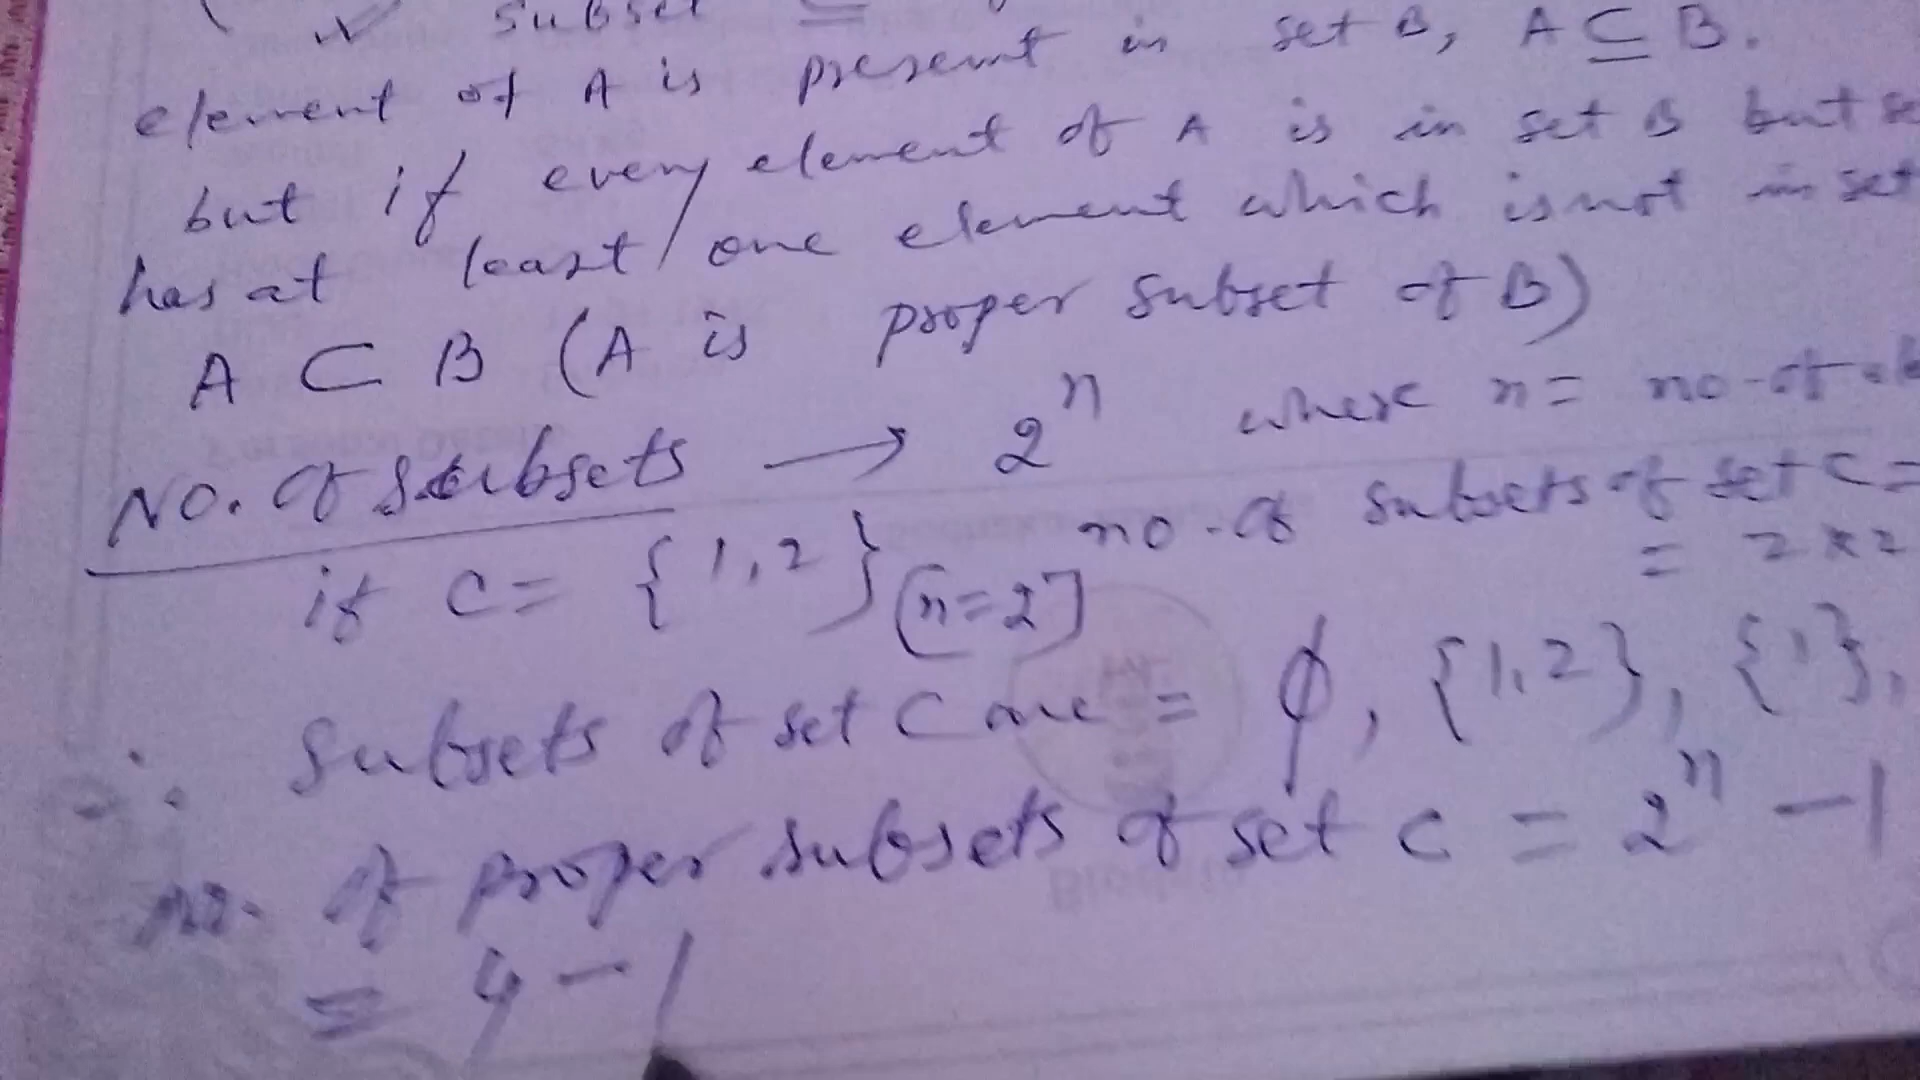 subset
element of A is present in set B, A ⊆ B.
but if every element of A is in set B but
has at least one element which is not in set
A ⊂ B (A is proper subset of B)
NO. of subsets → 2ⁿ where n = no. of
if C = {1,2} [n=2] no. of subsets of set C =
= 2×2
∴ Subsets of set C are = ϕ, {1,2}, {1},
no. of proper subsets of set C = 2ⁿ - 1
= 4 - 1